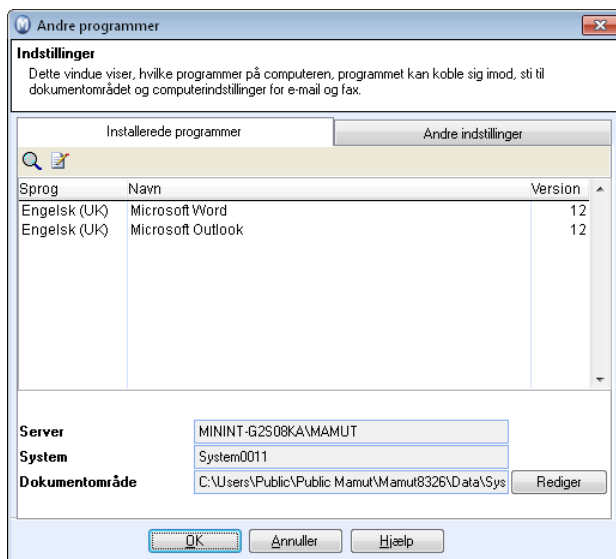 Andre programmer
Indstillinger
Dette vindue viser, hvilke programmer på computeren, programmet kan koble sig imod, sti til
dokumentområdet og computerindstillinger for e-mail og fax.
Installerede programmer Andre indstillinger
Sprog Navn Version
Engelsk (UK) Microsoft Word 12
Engelsk (UK) Microsoft Outlook 12
Server MININT-G2S08KA\MAMUT
System System0011
Dokumentområde C:\Users\Public\Public Mamut\Mamut8326\Data\Sys Rediger
OK Annuller Hjælp